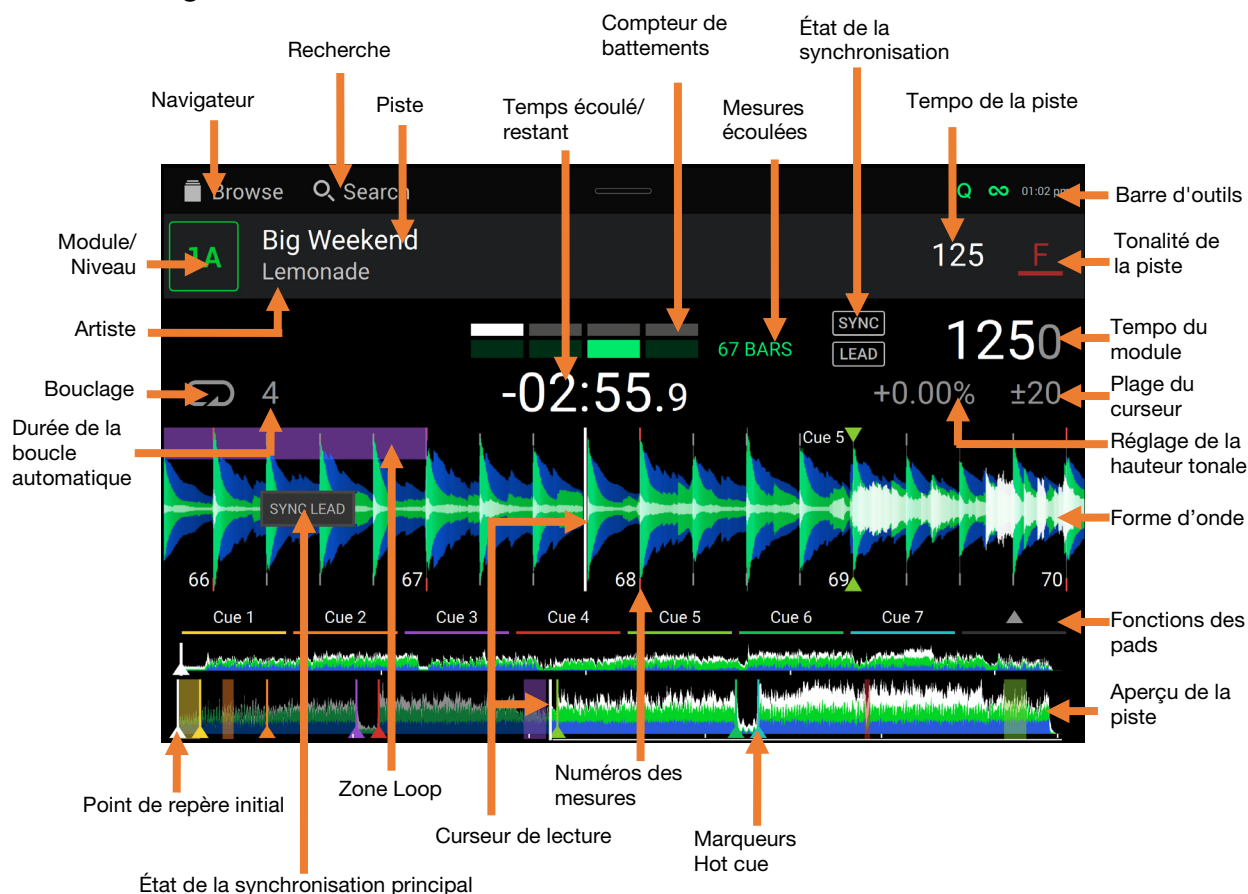 Compteur de
battements
État de la
synchronisation
Recherche
Navigateur
Piste
Temps écoulé/
restant
Mesures
écoulées
Tempo de la piste
Browse
Search
Q
01:02 pm
Barre d'outils
Module/
Niveau
1A
Big Weekend
Lemonade
125
F
Tonalité de
la piste
Artiste
67 BARS
SYNC
LEAD
1250
Tempo du
module
Bouclage
4
-02:55.9
+0.00%
±20
Plage du
curseur
Durée de la
boucle
automatique
Réglage de la
hauteur tonale
Cue 5
SYNC LEAD
Forme d’onde
66
67
68
69
70
Cue 1
Cue 2
Cue 3
Cue 4
Cue 5
Cue 6
Cue 7
Fonctions des
pads
Aperçu de la
piste
Point de repère initial
Zone Loop
Numéros des
mesures
Curseur de lecture
Marqueurs
Hot cue
État de la synchronisation principal